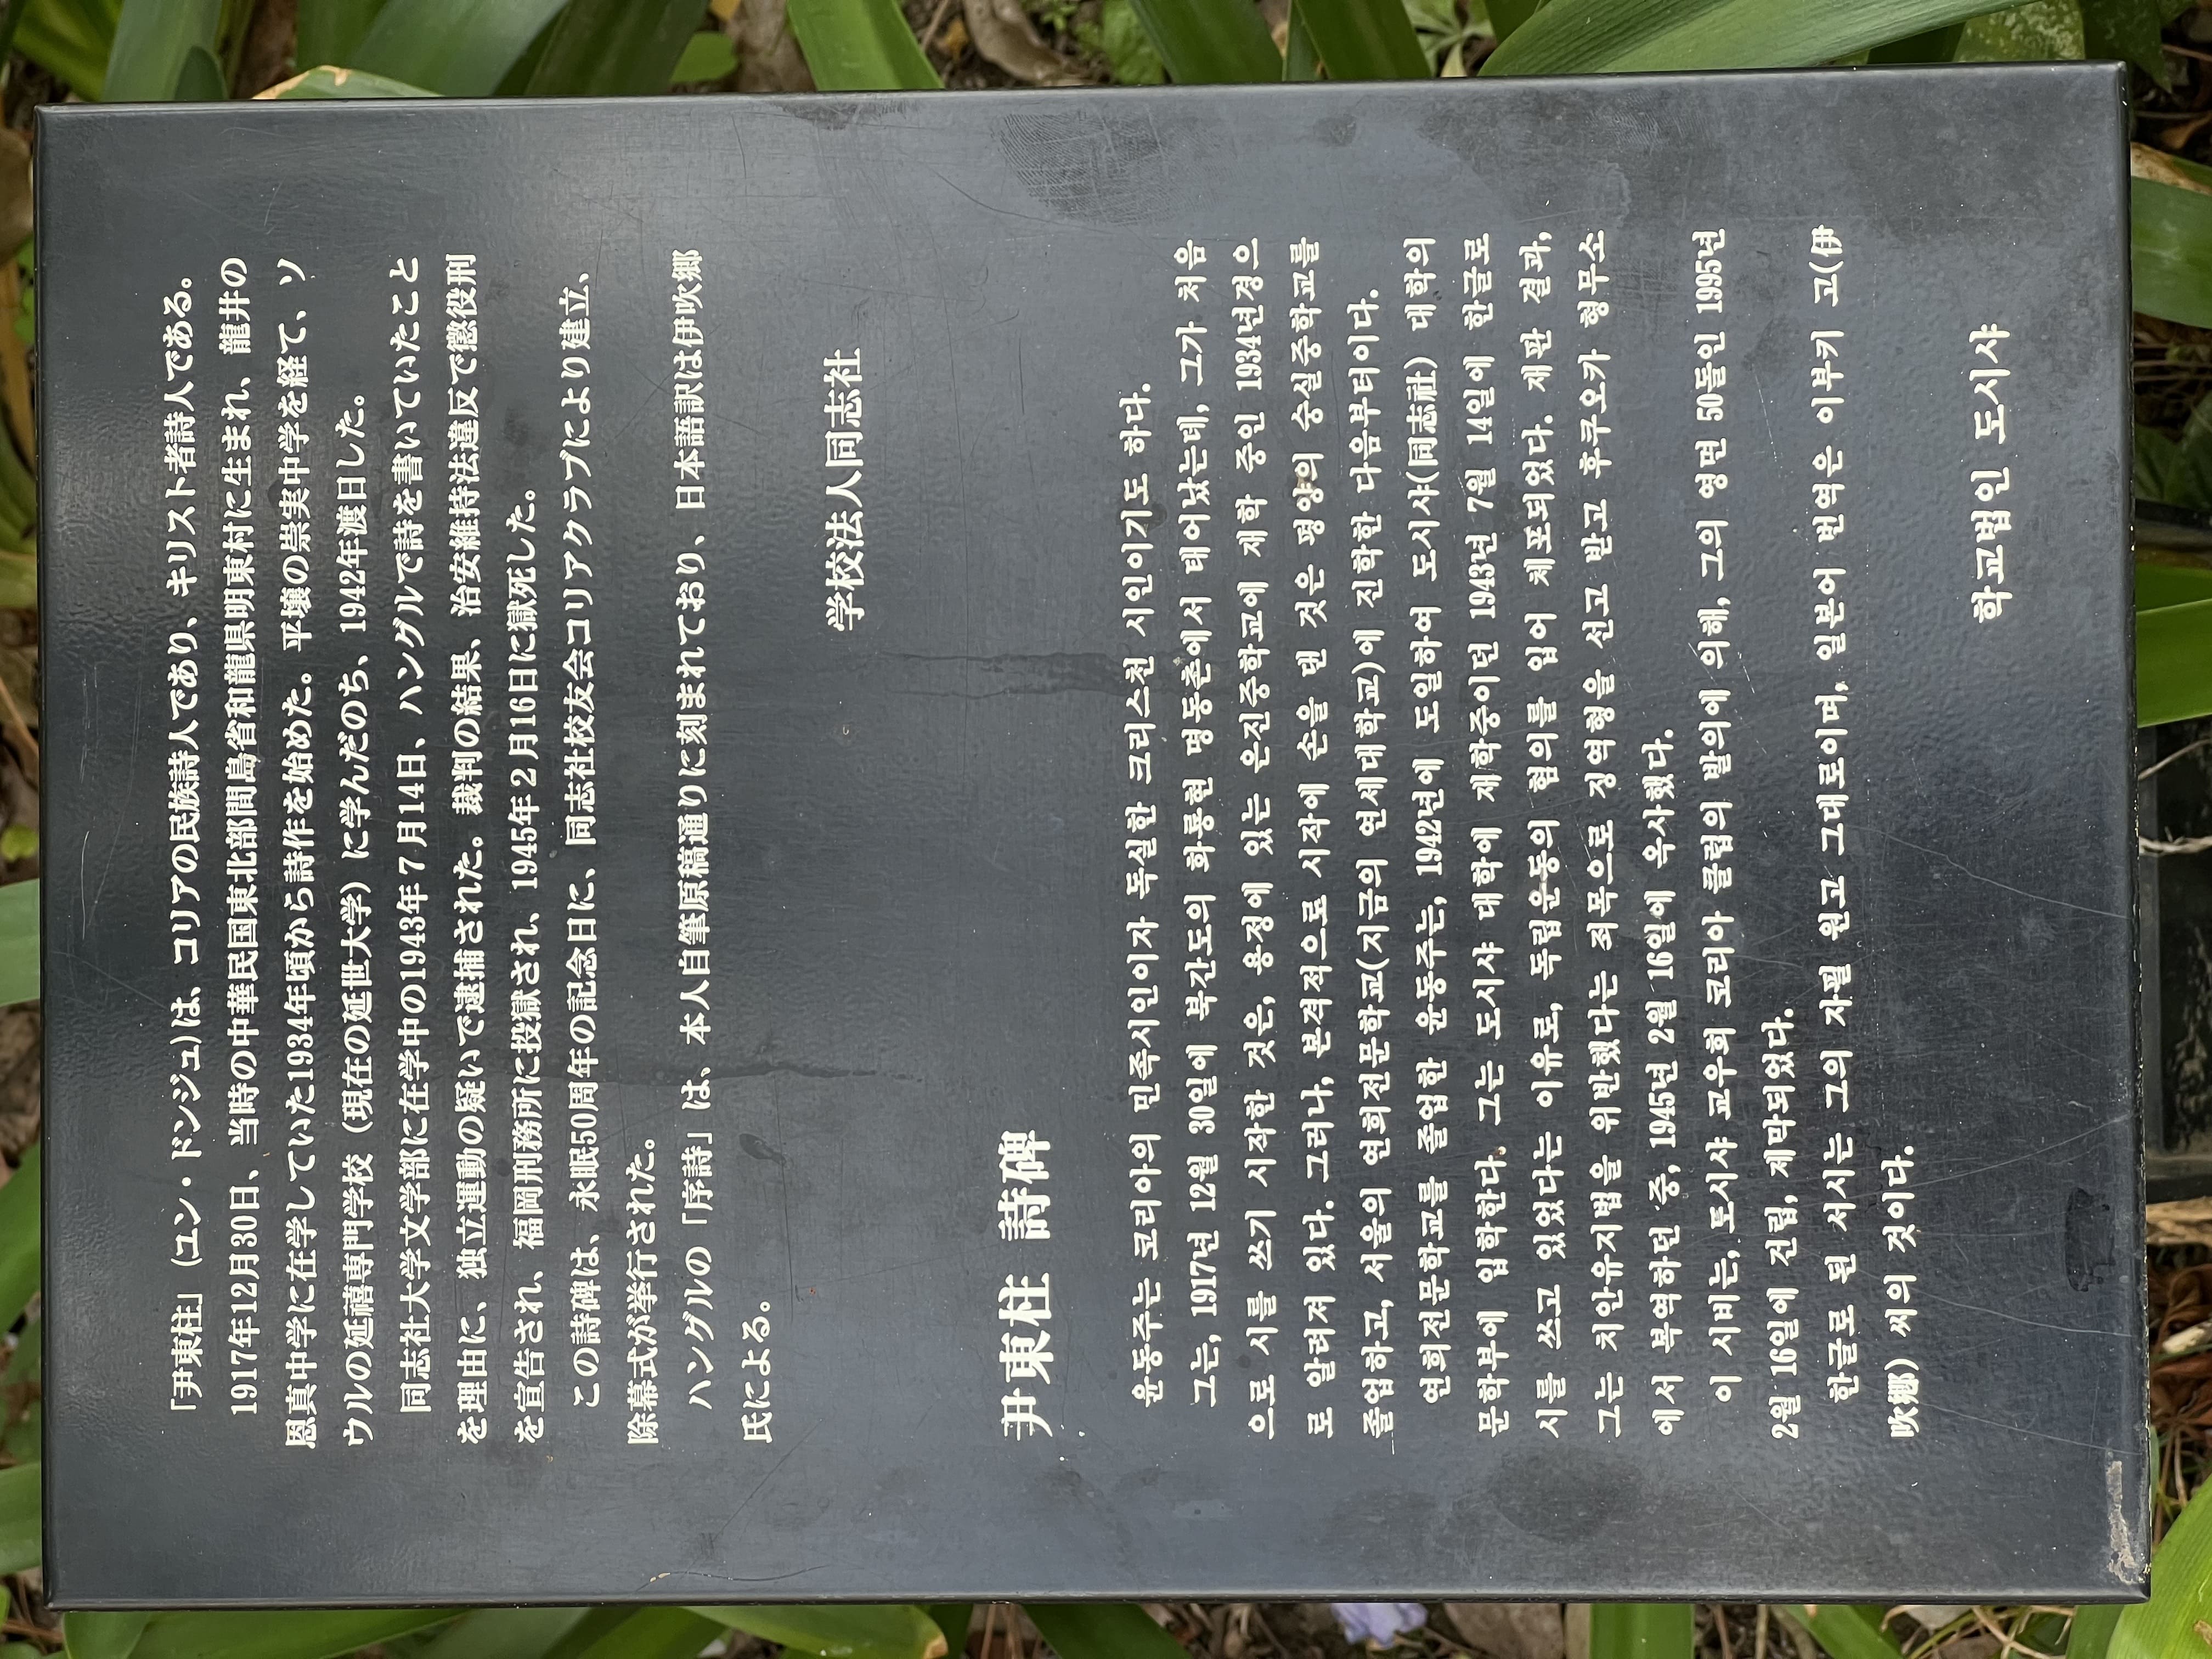 「尹東柱」(ユン・ドンジュ)は、コリアの民族詩人であり、キリスト者詩人である。
1917年12月30日、当時の中華民国東北部間島省和龍県明東村に生まれ、龍井の
恩真中学に在学していた1934年頃から詩作を始めた。平壌の崇実中学を経て、ソ
ウルの延禧専門学校（現在の延世大学）に学んだのち、1942年渡日した。
同志社大学文学部に在学中の1943年７月14日、ハングルで詩を書いていたこと
を理由に、独立運動の疑いで逮捕された。裁判の結果、治安維持法違反で懲役刑
を宣告され、福岡刑務所に投獄され、1945年２月16日に獄死した。
この詩碑は、永眠50周年の記念日に、同志社校友会コリアクラブにより建立、
除幕式が挙行された。
ハングルの「序詩」は、本人自筆原稿通りに刻まれており、日本語訳は伊吹郷
氏による。
学校法人同志社
尹東柱 詩碑
윤동주는 코리아의 민족시인이자 독실한 크리스천 시인이기도 하다.
그는, 1917년 12월 30일에 북간도의 화룡현 명동촌에서 태어났는데, 그가 처음
으로 시를 쓰기 시작한 것은, 용정에 있는 은진중학교에 재학 중인 1934년경으
로 알려져 있다. 그러나, 본격적으로 시작에 손을 댄 것은 평양의 숭실중학교를
졸업하고, 서울의 연희전문학교(지금의 연세대학교)에 진학한 다음부터이다.
연희전문학교를 졸업한 윤동주는, 1942년에 도일하여 도시샤(同志社) 대학의
문학부에 입학한다. 그는 도시샤 대학에 재학중이던 1943년 7월 14일에 한글로
시를 쓰고 있었다는 이유로, 독립운동의 혐의를 입어 체포되었다. 재판 결과,
그는 치안유지법을 위반했다는 죄목으로 징역형을 선고 받고 후쿠오카 형무소
에서 복역하던 중, 1945년 2월 16일에 옥사했다.
이 시비는, 도시샤 교우회 코리아 클럽의 발의에 의해, 그의 영면 50돌인 1995년
2월 16일에 건립, 제막되었다.
한글로 된 서시는 그의 자필 원고 그대로이며, 일본어 번역은 이부키 고(伊
吹郷) 씨의 것이다.
학교법인 도시샤